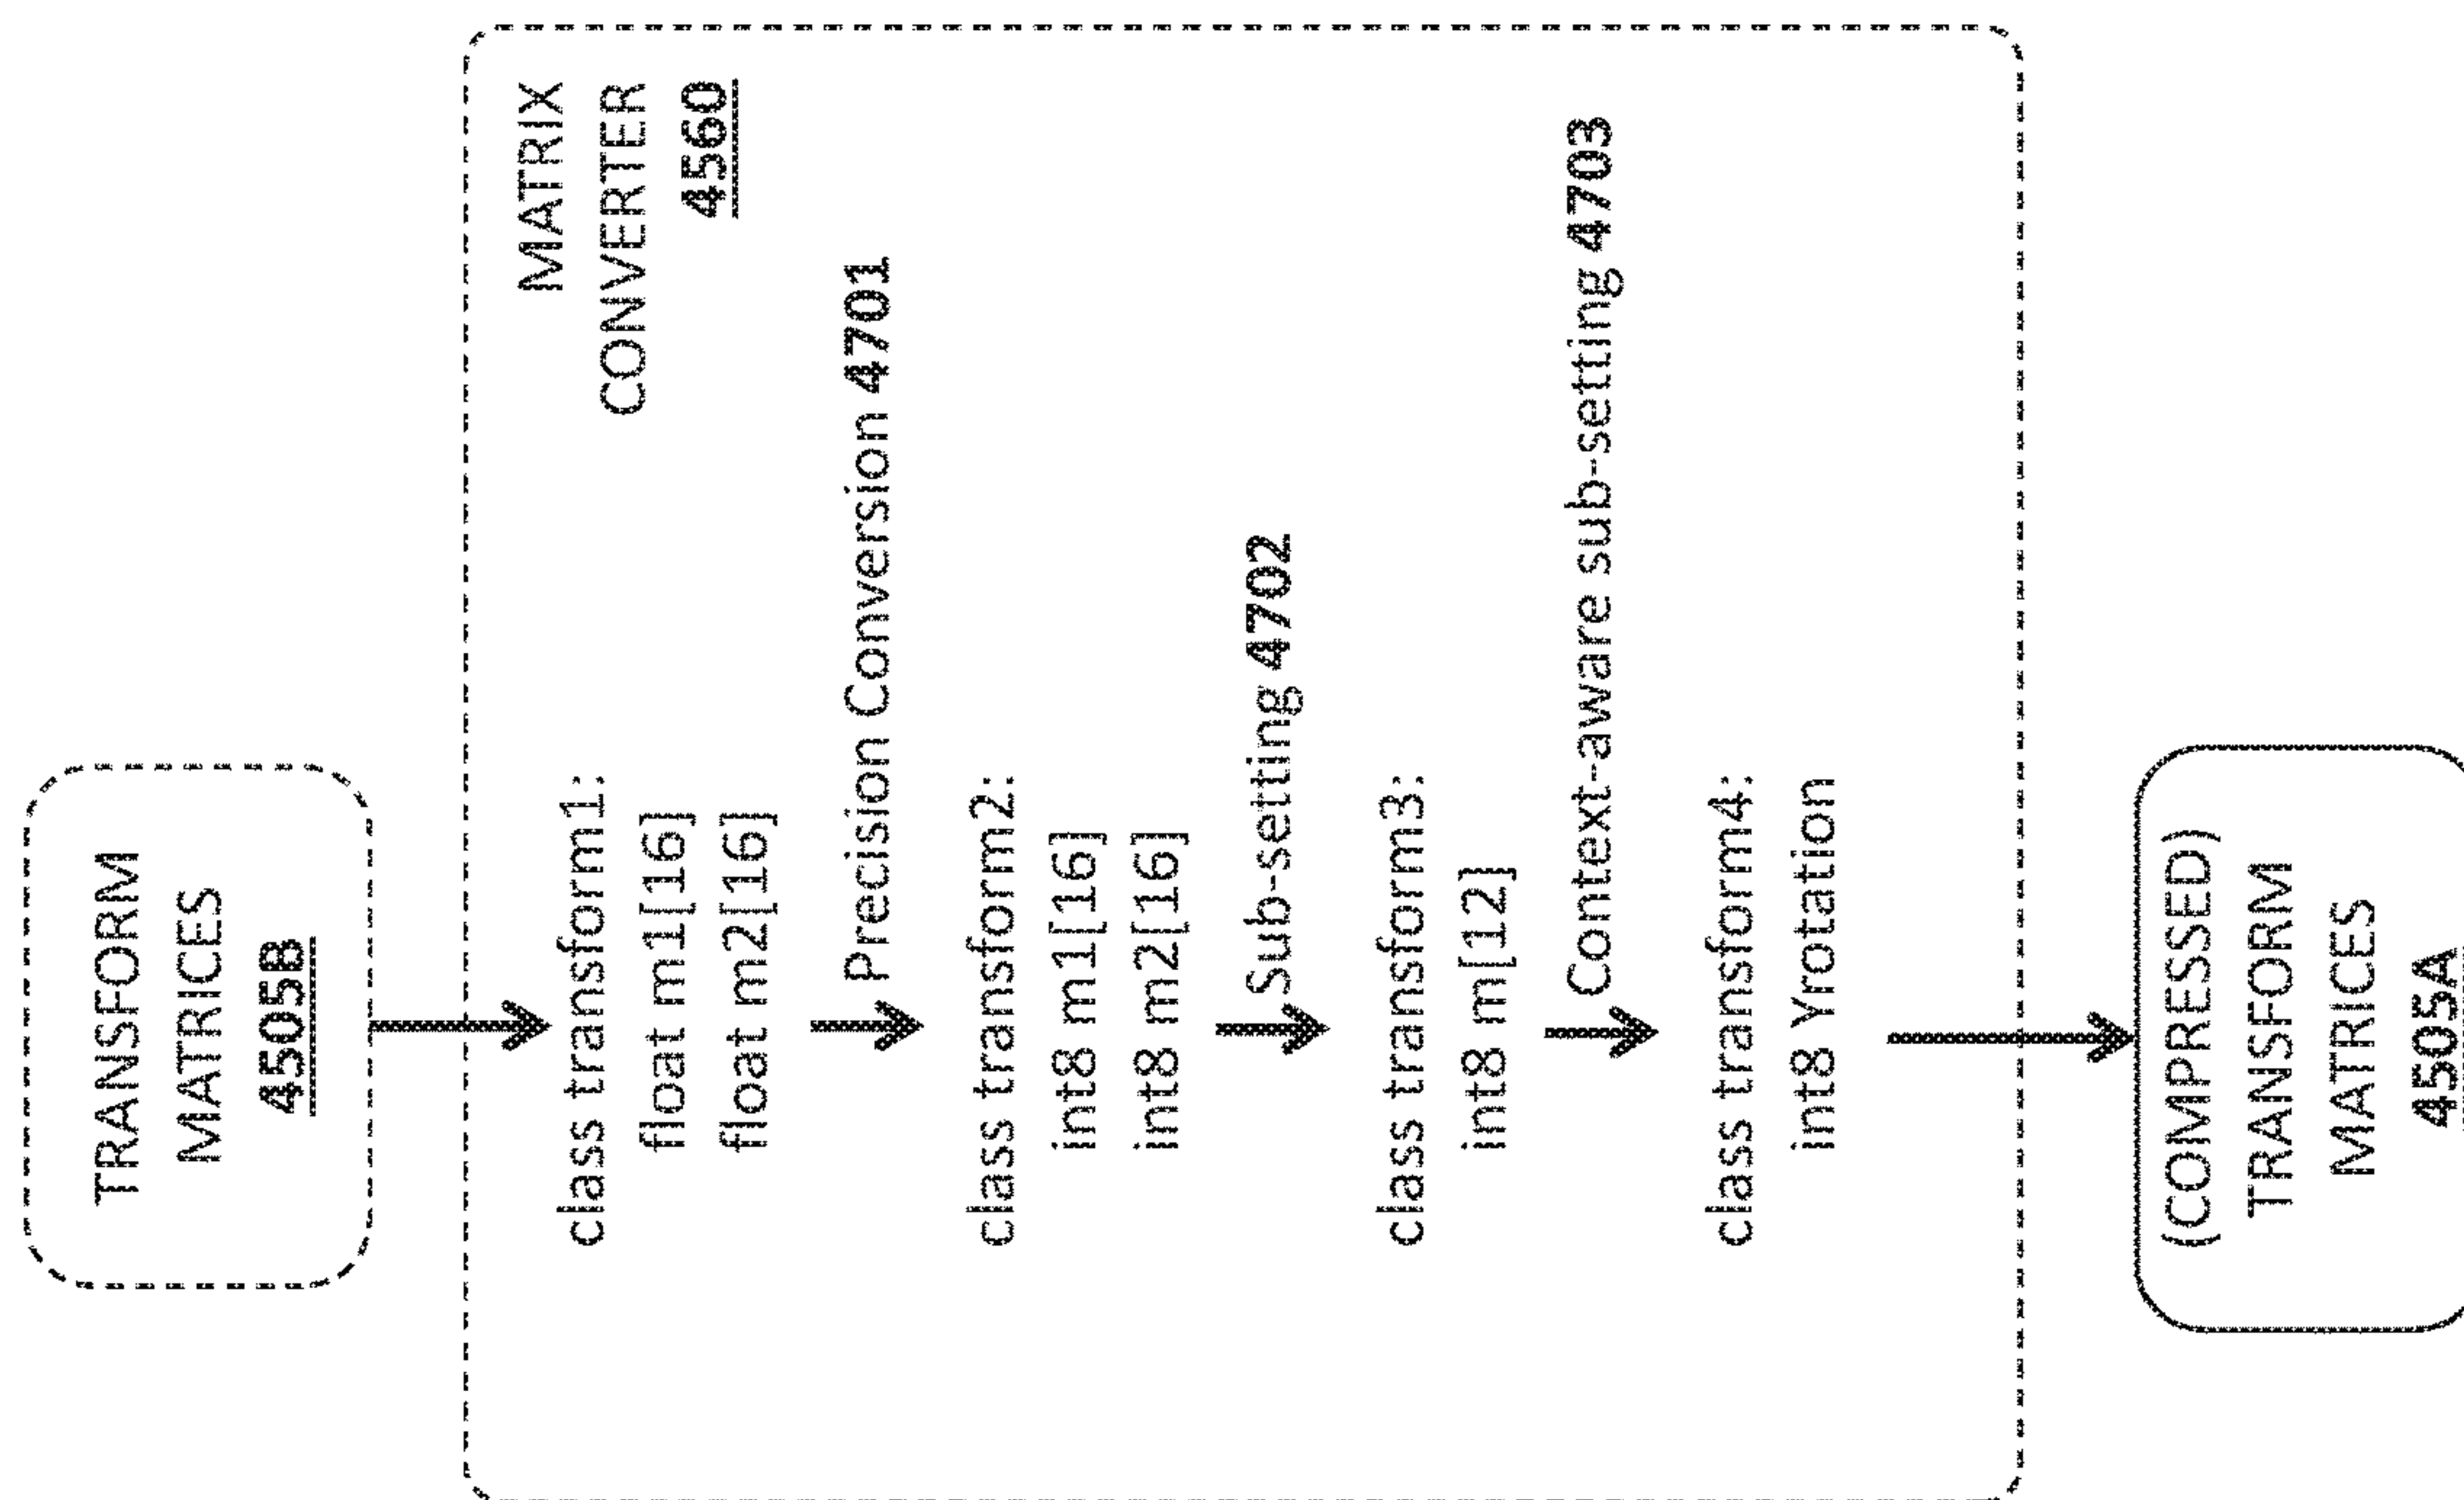 TRANSFORM
MATRICES
4505B
MATRIX
CONVERTER
4560
class transform1:
float m1[16]
float m2[16]
Precision Conversion 4701
class transform2:
int8 m1[16]
int8 m2[16]
Sub-setting 4702
class transform3:
int8 m[12]
Context-aware sub-setting 4703
class transform4:
int8 Yrotation
(COMPRESSED)
TRANSFORM
MATRICES
4505A